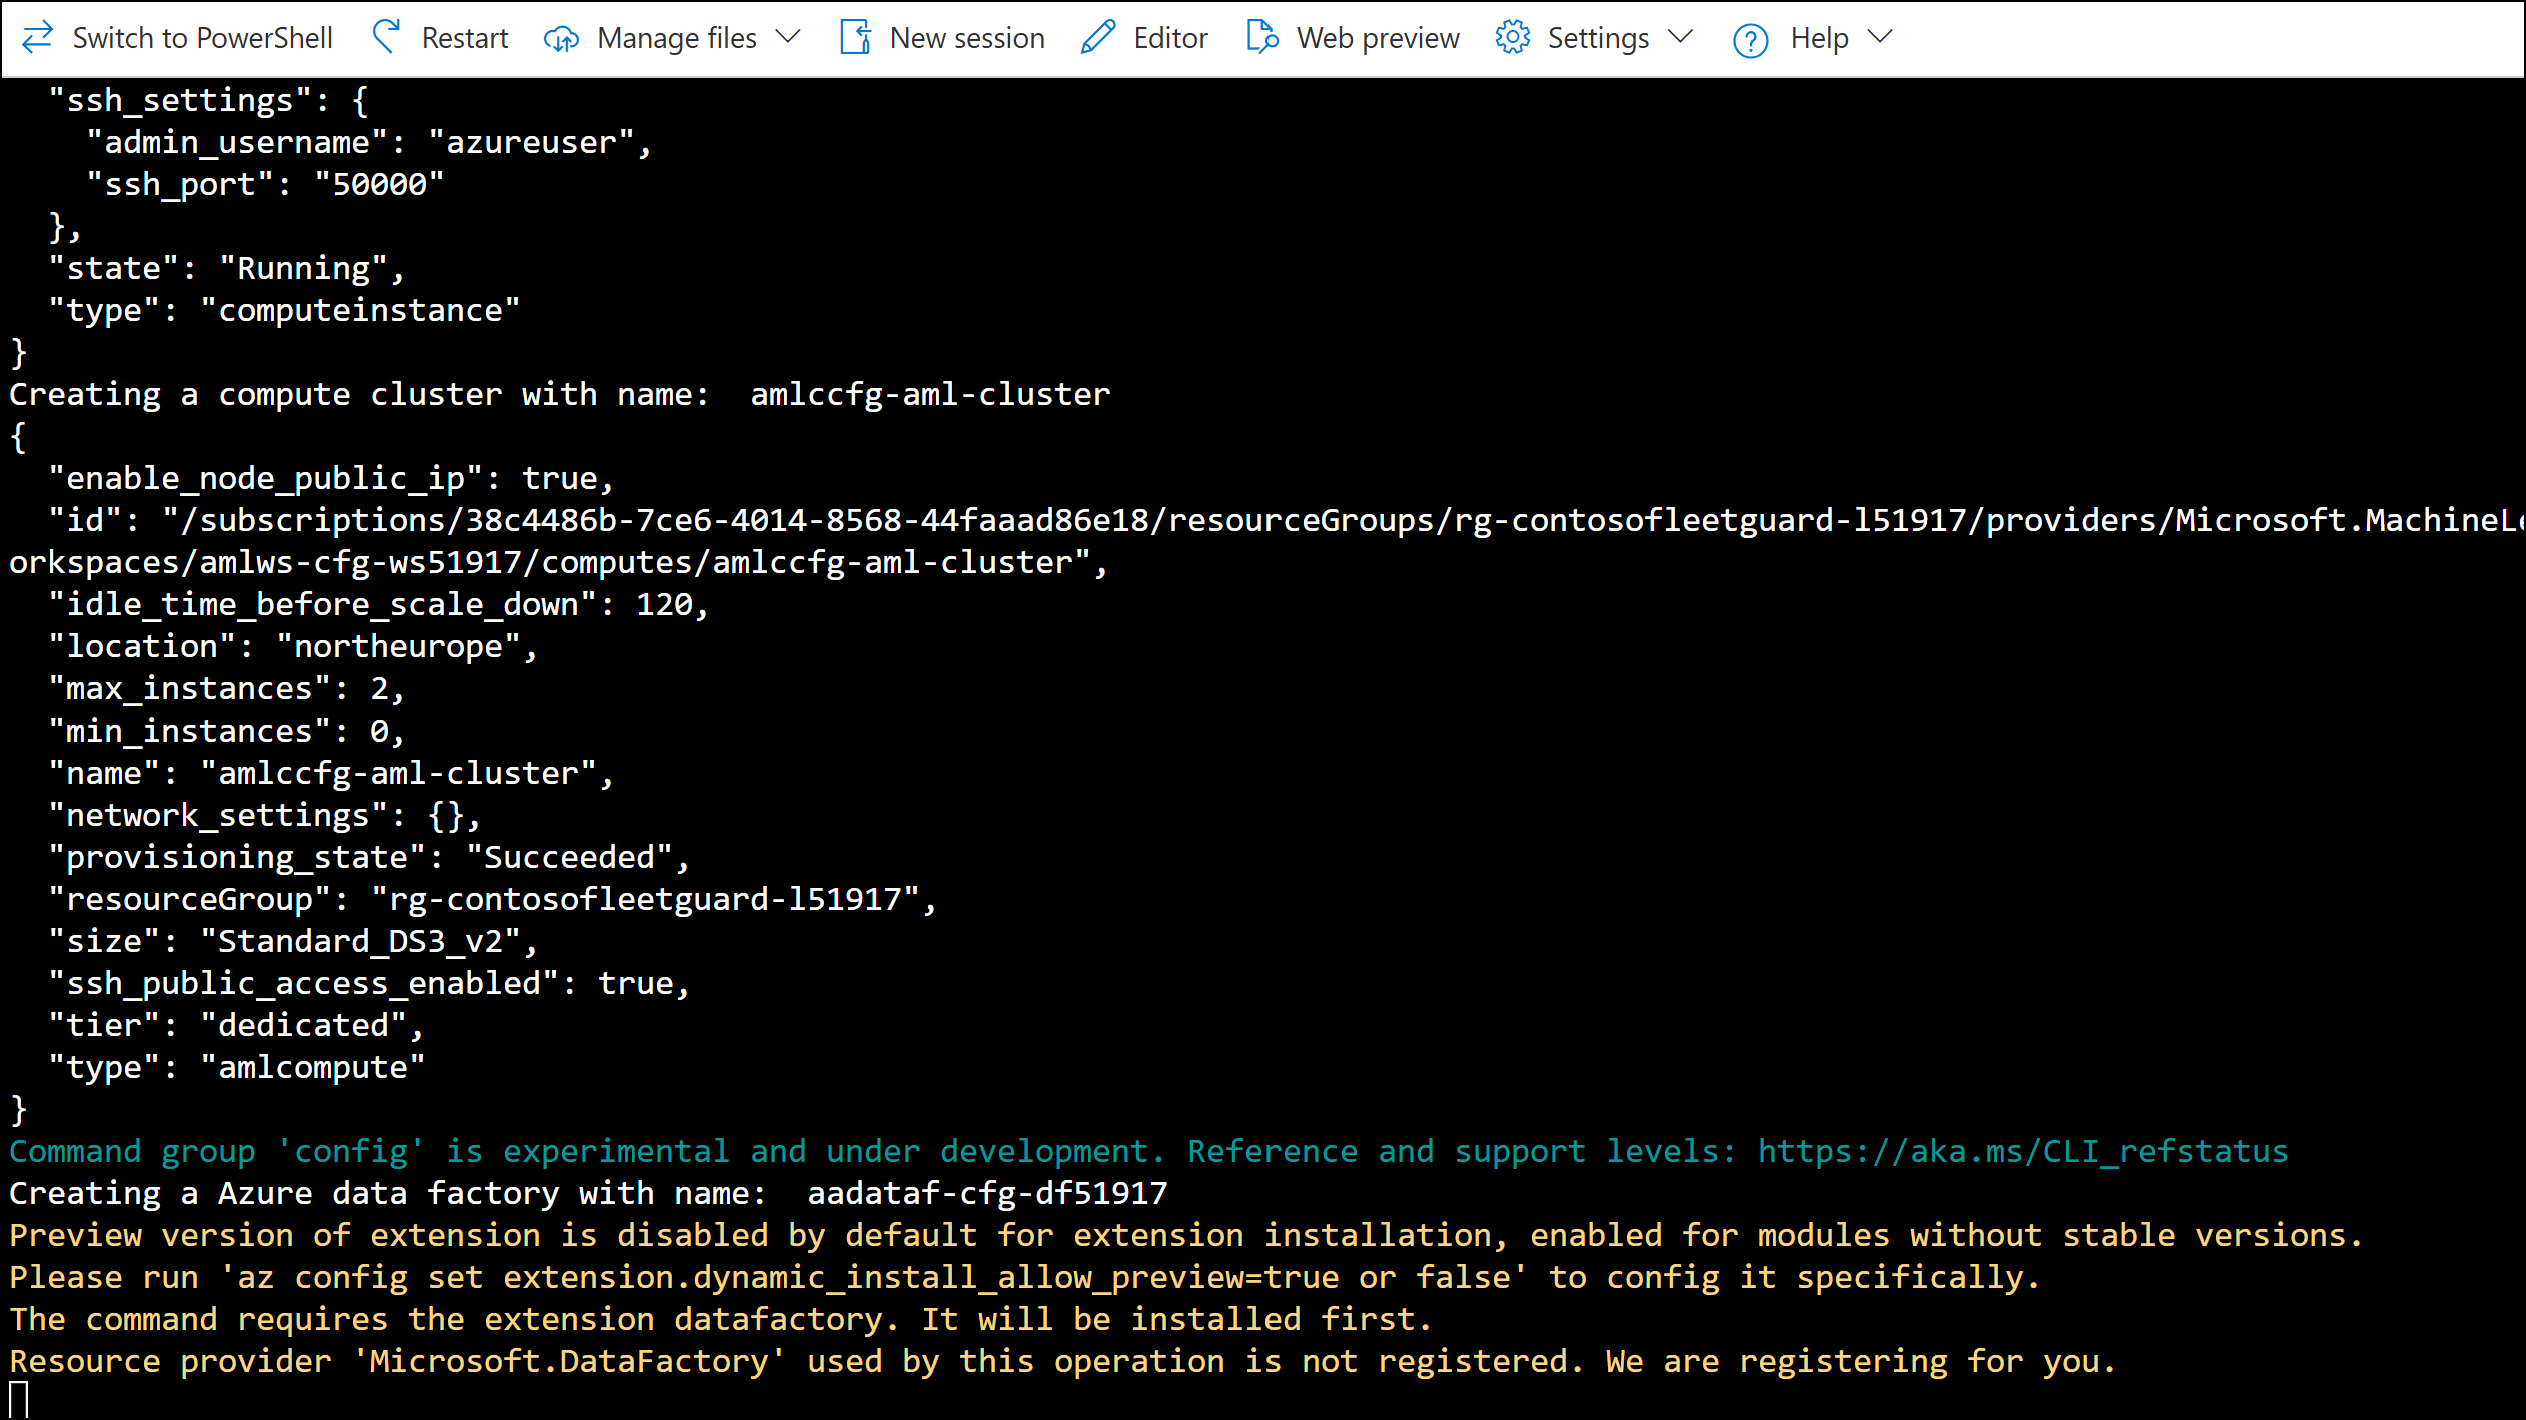 Switch to PowerShell Restart Manage files New session Editor Web preview Settings Help
"ssh_settings": {
"admin_username": "azureuser",
"ssh_port": "50000"
},
"state": "Running",
"type": "computeinstance"
}
Creating a compute cluster with name:  amlccfg-aml-cluster
{
"enable_node_public_ip": true,
"id": "/subscriptions/38c4486b-7ce6-4014-8568-44faaad86e18/resourceGroups/rg-contosofleetguard-l51917/providers/Microsoft.MachineLe
orkspaces/amlws-cfg-ws51917/computes/amlccfg-aml-cluster",
"idle_time_before_scale_down": 120,
"location": "northeurope",
"max_instances": 2,
"min_instances": 0,
"name": "amlccfg-aml-cluster",
"network_settings": {},
"provisioning_state": "Succeeded",
"resourceGroup": "rg-contosofleetguard-l51917",
"size": "Standard_DS3_v2",
"ssh_public_access_enabled": true,
"tier": "dedicated",
"type": "amlcompute"
}
Command group 'config' is experimental and under development. Reference and support levels: https://aka.ms/CLI_refstatus
Creating a Azure data factory with name:  aadataf-cfg-df51917
Preview version of extension is disabled by default for extension installation, enabled for modules without stable versions.
Please run 'az config set extension.dynamic_install_allow_preview=true or false' to config it specifically.
The command requires the extension datafactory. It will be installed first.
Resource provider 'Microsoft.DataFactory' used by this operation is not registered. We are registering for you.